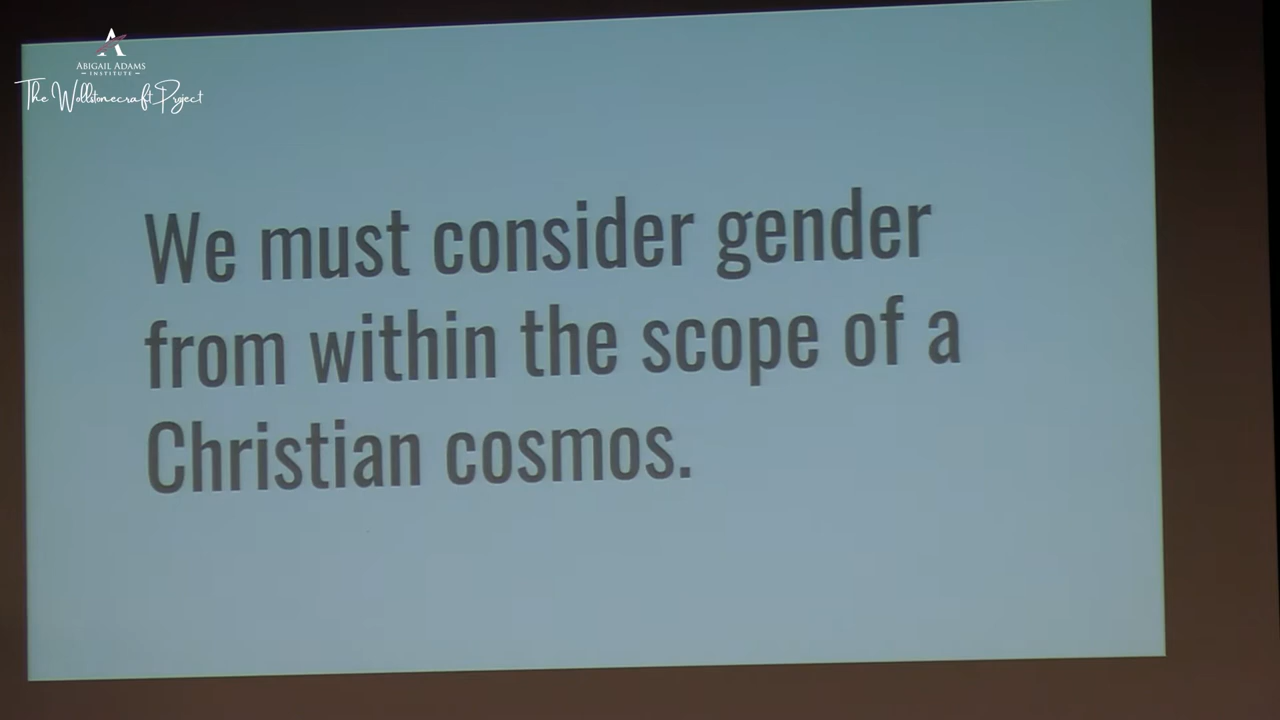 ABIGAIL ADAMS
INSTITUTE
The Wollstonecraft Project
We must consider gender
from within the scope of a
Christian cosmos.